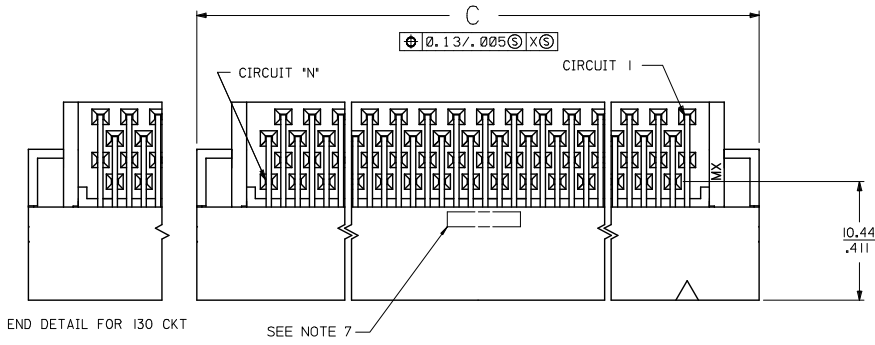 C
⌖ 0.13/.005Ⓢ XⓈ
CIRCUIT "N"
CIRCUIT 1
MX
10.44
.411
END DETAIL FOR 130 CKT
SEE NOTE 7